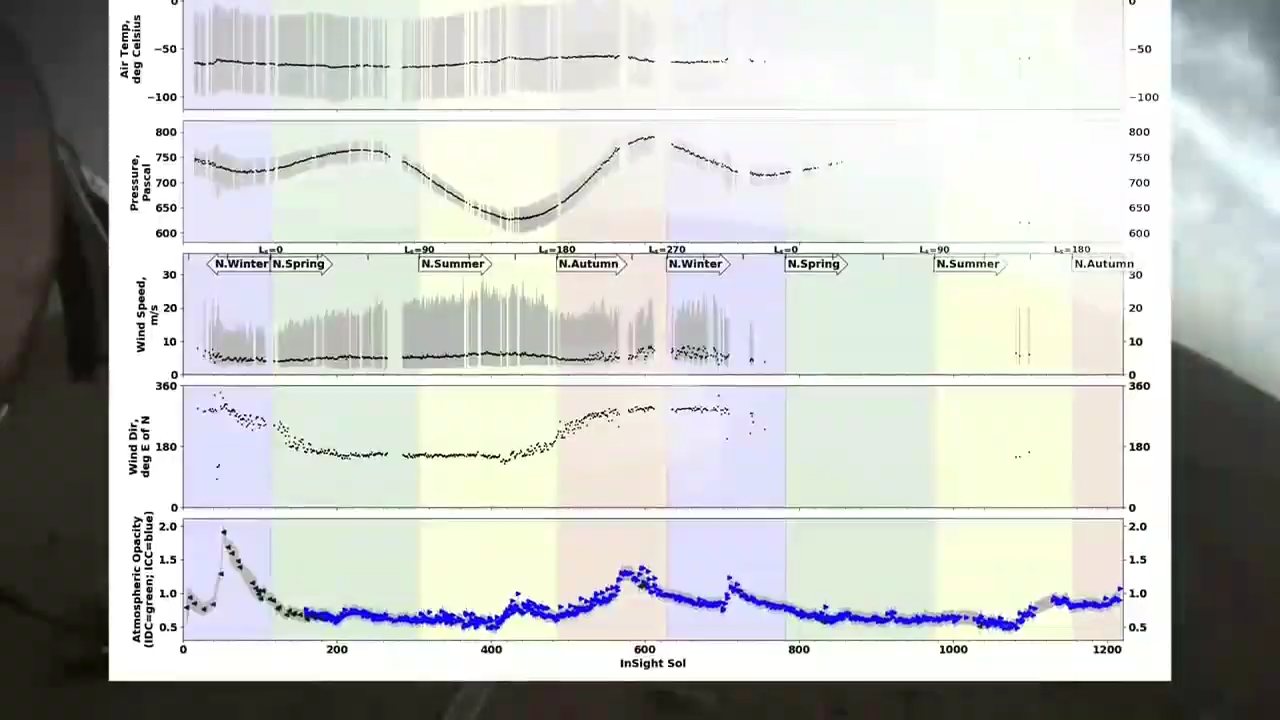 0 0
Air Temp,
deg Celsius
−50 −50
−100 −100
Pressure,
Pascal
800 800
750 750
700 700
650 650
600 600
Ls=0 Ls=90 Ls=180 Ls=270 Ls=0 Ls=90 Ls=180
N.Winter N.Spring N.Summer N.Autumn N.Winter N.Spring N.Summer N.Autumn
Wind Speed,
m/s
30 30
20 20
10 10
0 0
Wind Dir,
deg E of N
360 360
180 180
0 0
Atmospheric Opacity
(IDC=green; ICC=blue)
2.0 2.0
1.5 1.5
1.0 1.0
0.5 0.5
0 200 400 600 800 1000 1200
InSight Sol